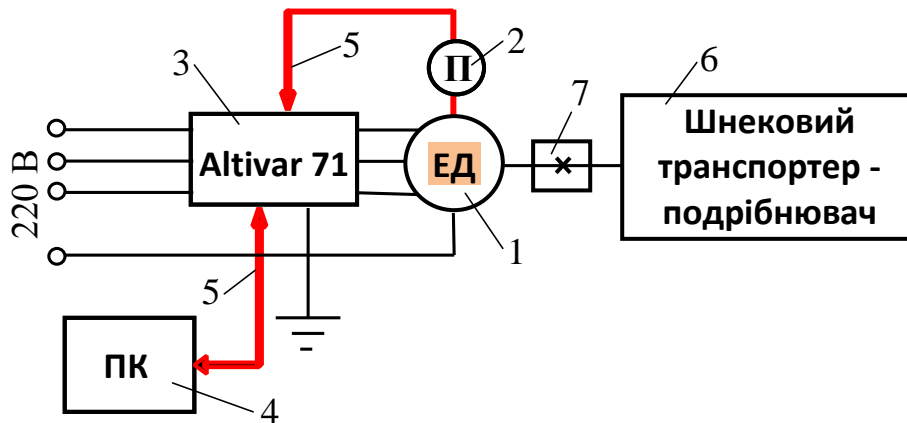 5
2
3
П
6
7
Шнековий
транспортер -
подрібнювач
Altivar 71
ЕД
×
220 В
1
5
ПК
4